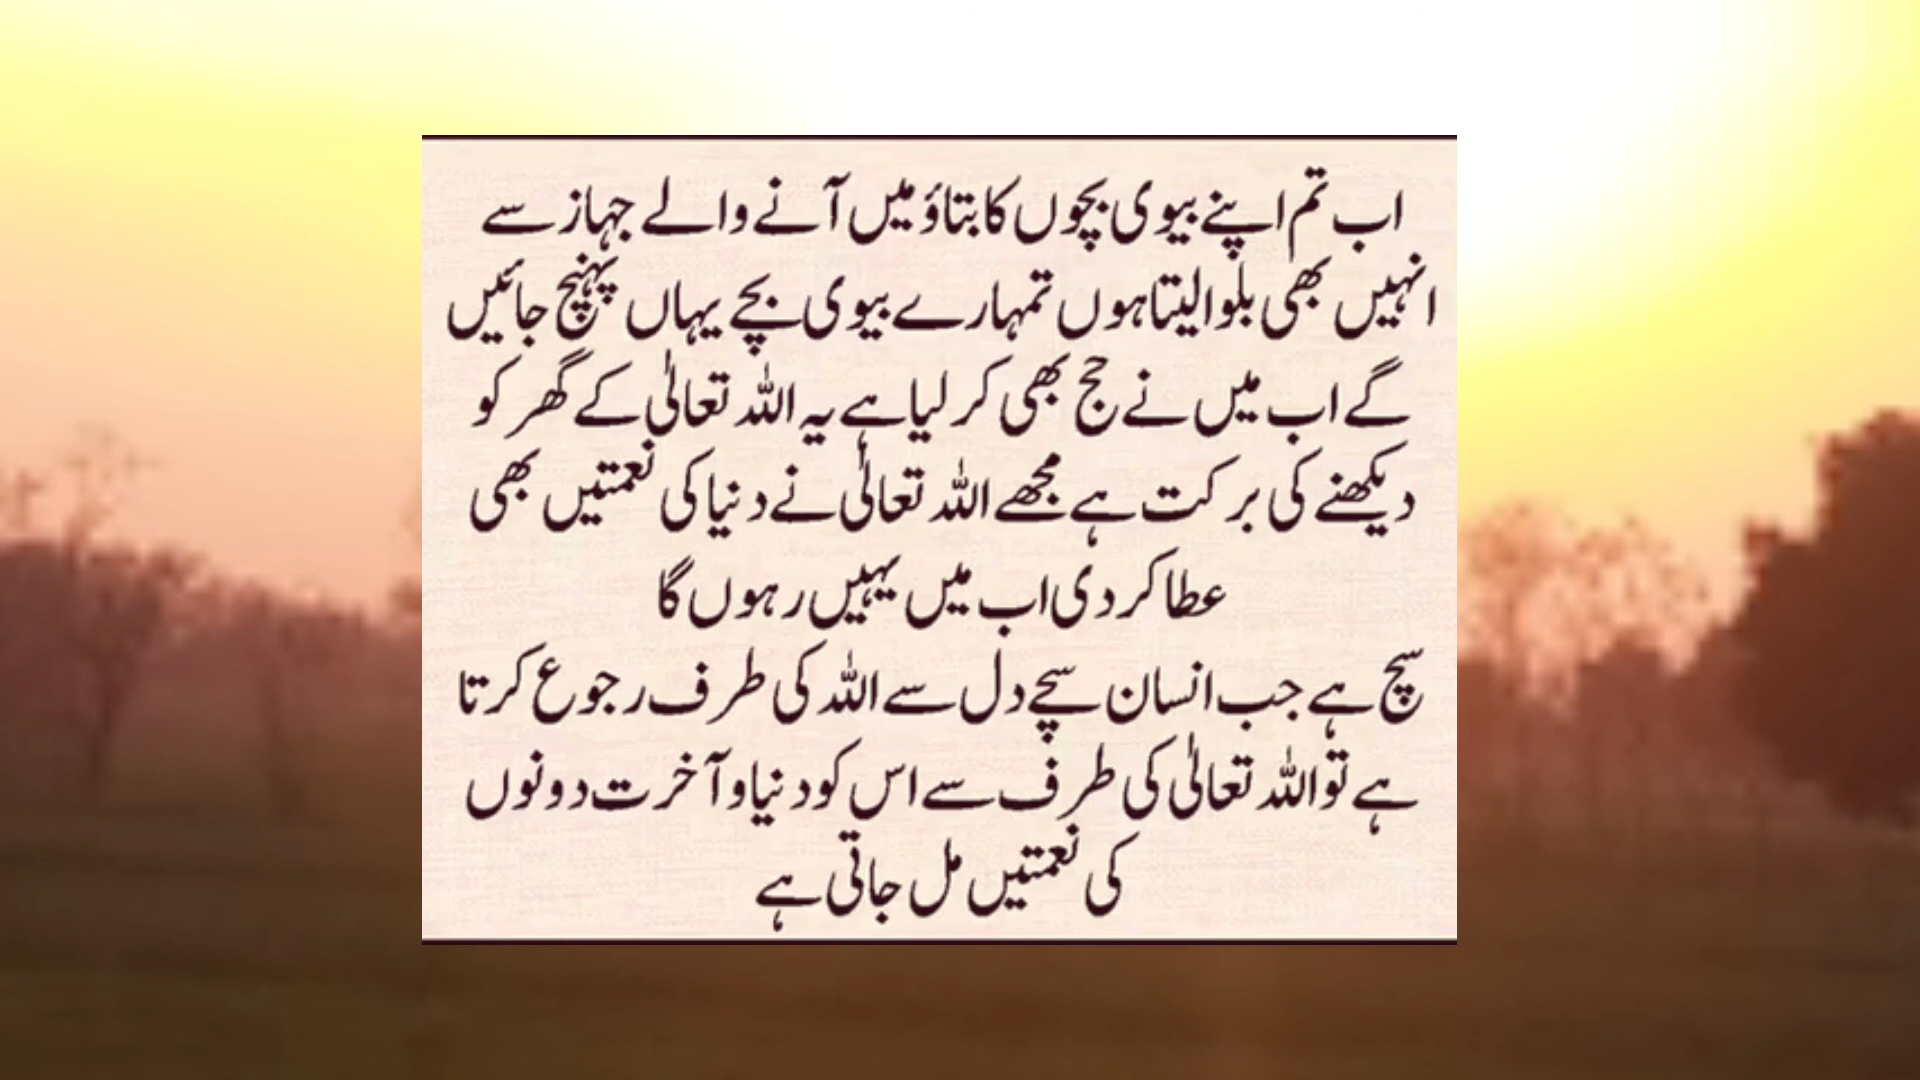 اب تم اپنے بیوی بچوں کا بتاؤ میں آنے والے جہاز سے
انہیں بھی بلوا لیتا ہوں تمہارے بیوی بچے یہاں پہنچ جائیں
گے اب میں نے حج بھی کر لیا ہے یہ اللہ تعالیٰ کے گھر کو
دیکھنے کی برکت ہے مجھے اللہ تعالیٰ نے دنیا کی نعمتیں بھی
عطا کر دی اب میں یہیں رہوں گا
سچ ہے جب انسان سچے دل سے اللہ کی طرف رجوع کرتا
ہے تو اللہ تعالیٰ کی طرف سے اس کو دنیا و آخرت دونوں
کی نعمتیں مل جاتی ہے